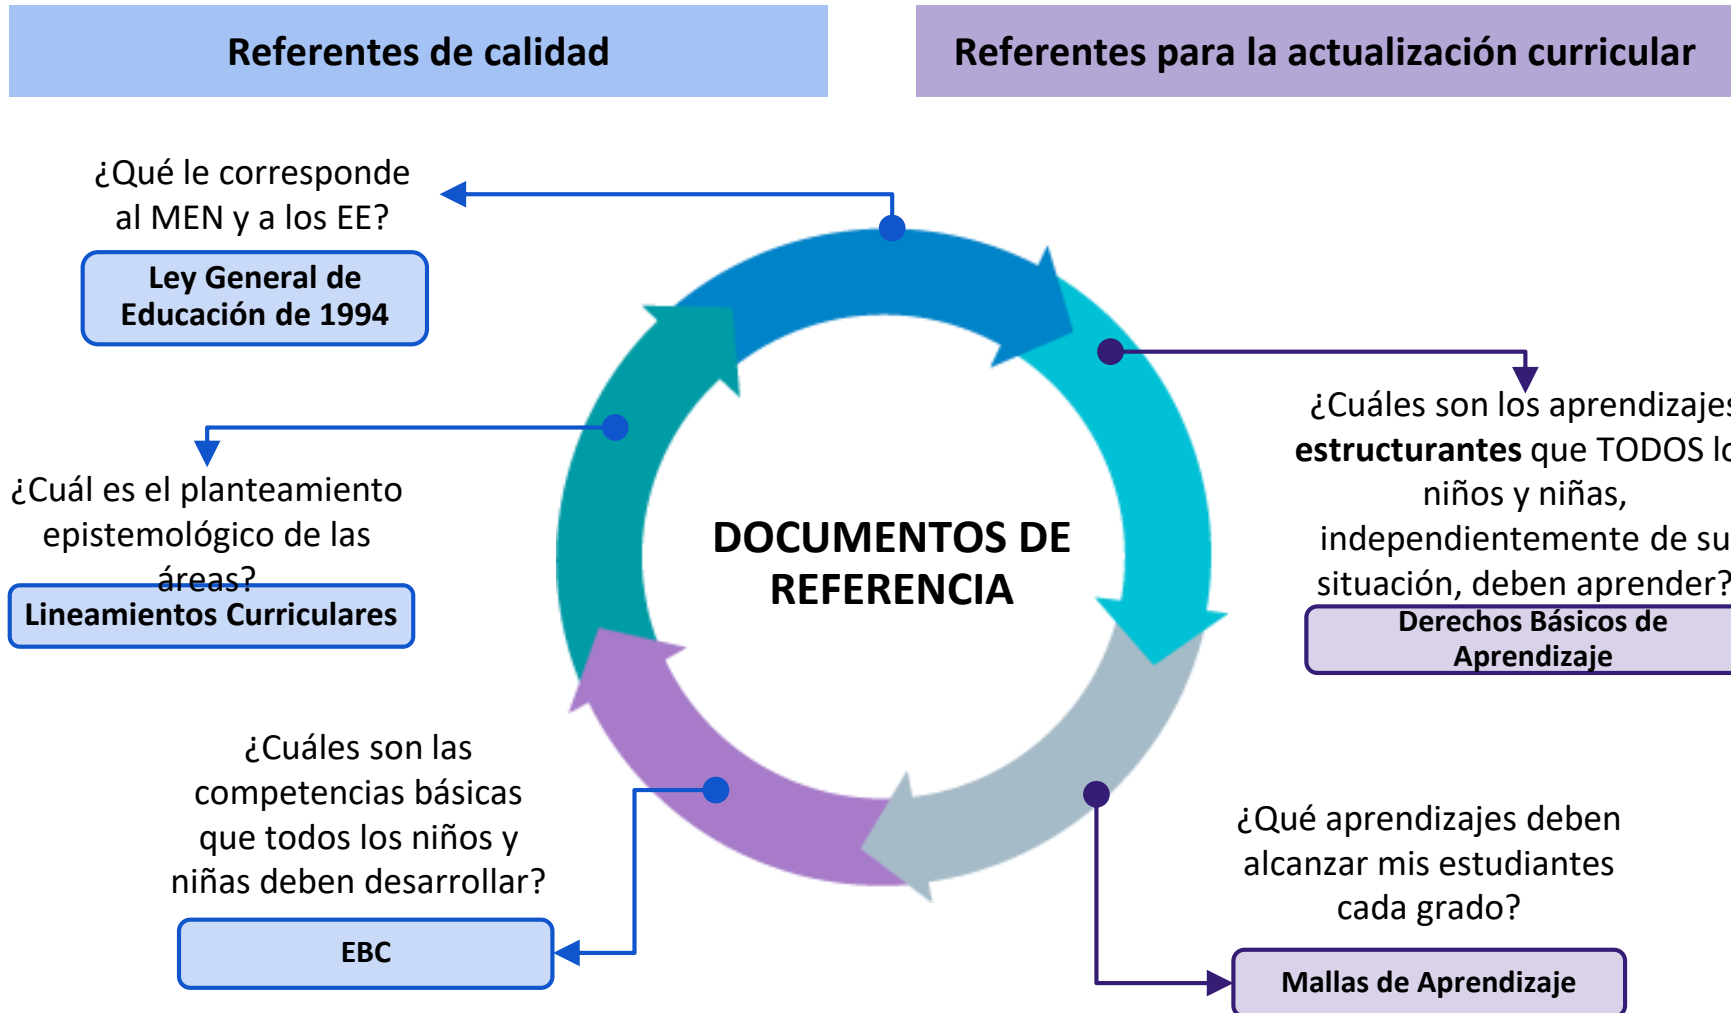 Referentes de calidad
Referentes para la actualización curricular
¿Qué le corresponde
al MEN y a los EE?
Ley General de
Educación de 1994
¿Cuál es el planteamiento
epistemológico de las
áreas?
Lineamientos Curriculares
¿Cuáles son las
competencias básicas
que todos los niños y
niñas deben desarrollar?
EBC
DOCUMENTOS DE
REFERENCIA
¿Cuáles son los aprendizajes
estructurantes que TODOS lo
niños y niñas,
independientemente de su
situación, deben aprender?
Derechos Básicos de
Aprendizaje
¿Qué aprendizajes deben
alcanzar mis estudiantes
cada grado?
Mallas de Aprendizaje